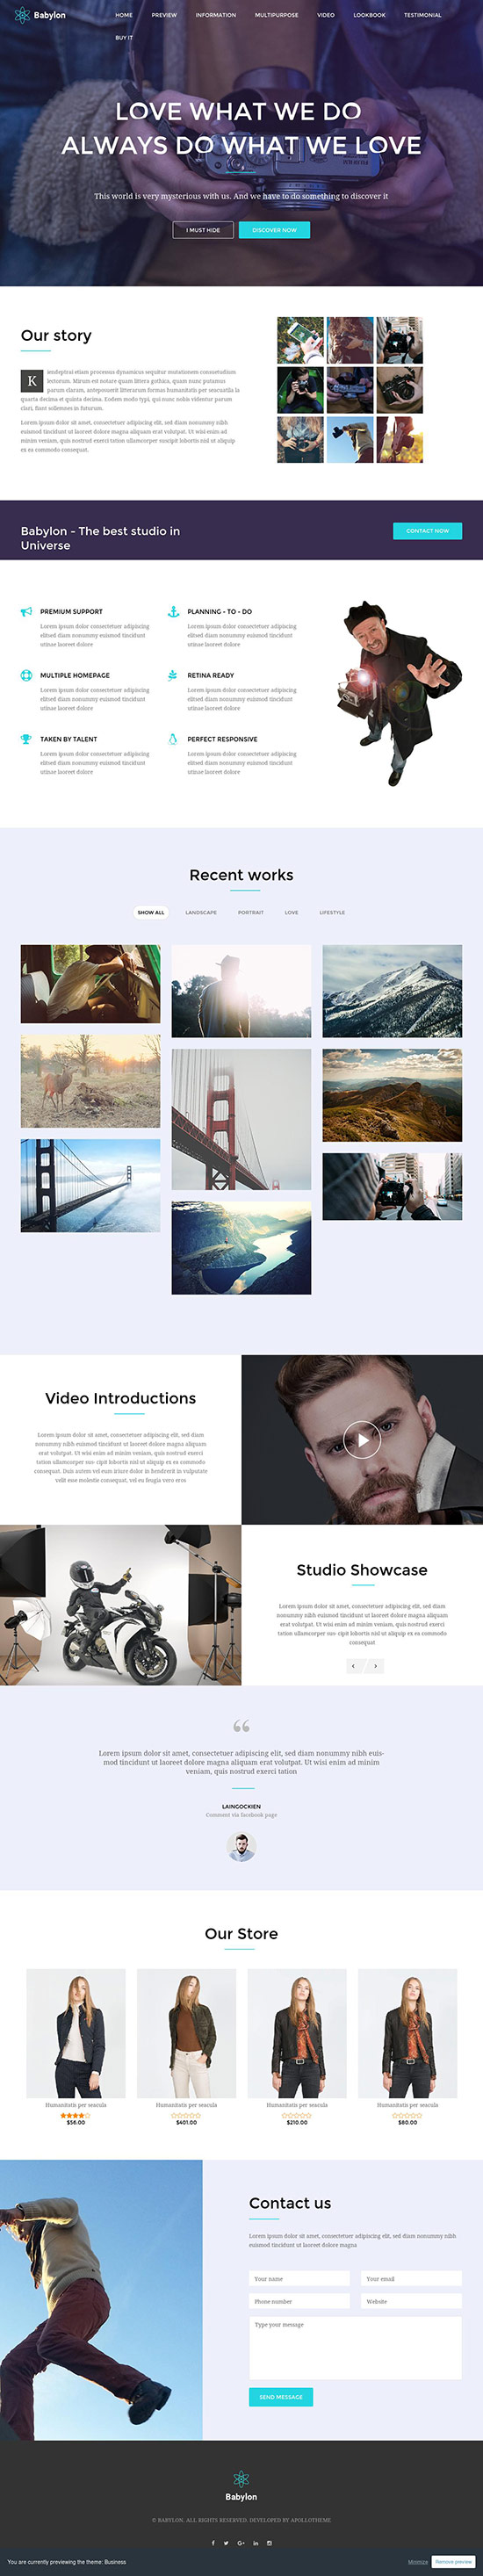 Babylon
HOME PREVIEW INFORMATION MULTIPURPOSE VIDEO LOOKBOOK TESTIMONIAL
BUY IT
LOVE WHAT WE DO
ALWAYS DO WHAT WE LOVE
This world is very mysterious with us. And we have to do something to discover it
I MUST HIDE DISCOVER NOW
Our story
K
lectorum. Mirum est notare quam littera gothica, quam nunc putamus
parum claram, anteposuerit litterarum formas humanitatis per seacualla la
quarta decima et quinta decima. Eodem modo typi, qui nunc nobis videntur parum
clari, fiant sollemnes in futurum.
Lorem ipsum dolor sit amet, consectetuer adipiscing elit, sed diam nonummy
nibh euismod tincidunt ut laoreet dolore magna aliquam erat volutpat. Ut wisi enim ad
minim veniam, quis nostrud exerci tation ullamcorper suscipit lobortis nisl ut aliquip
ex ea commodo consequat.
Babylon - The best studio in
Universe
CONTACT NOW
PREMIUM SUPPORT
Lorem ipsum dolor consectetuer adipiscing
elitsed diam nonummy euismod tincidunt
utinae laoreet dolore
PLANNING - TO - DO
Lorem ipsum dolor consectetuer adipiscing
elitsed diam nonummy euismod tincidunt
utinae laoreet dolore
MULTIPLE HOMEPAGE
Lorem ipsum dolor consectetuer adipiscing
elitsed diam nonummy euismod tincidunt
utinae laoreet dolore
RETINA READY
Lorem ipsum dolor consectetuer adipiscing
elitsed diam nonummy euismod tincidunt
utinae laoreet dolore
TAKEN BY TALENT
Lorem ipsum dolor consectetuer adipiscing
elitsed diam nonummy euismod tincidunt
utinae laoreet dolore
PERFECT RESPONSIVE
Lorem ipsum dolor consectetuer adipiscing
elitsed diam nonummy euismod tincidunt
utinae laoreet dolore
Recent works
SHOW ALL LANDSCAPE PORTRAIT LOVE LIFESTYLE
Video Introductions
Lorem ipsum dolor sit amet, consectetuer adipiscing elit, sed diam
nonummy nibh euismod tincidunt ut laoreet dolore magna aliquam
erat volutpat. Ut wisi enim ad minim veniam, quis nostrud exerci
tation ullamcorper sus- cipit lobortis nisl ut aliquip ex ea commodo
consequat. Duis autem vel eum iriure dolor in hendrerit in vulputate
velit esse molestie consequat, vel eu feugia vero eros
Studio Showcase
Lorem ipsum dolor sit amet, consectetuer adipiscing elit, sed diam
nonummy nibh euismod tincidunt ut laoreet dolore magna aliquam
erat volutpat. Ut wisi enim ad minim veniam, quis nostrud exerci
tation ullamcorper sus- cipit lobortis nisl ut aliquip ex ea commodo
consequat
Lorem ipsum dolor sit amet, consectetuer adipiscing elit, sed diam nonummy nibh euis-
mod tincidunt ut laoreet dolore magna aliquam erat volutpat. Ut wisi enim ad minim
veniam, quis nostrud exerci tation
LAINGOCKIEN
Comment via facebook page
Our Store
Humanitatis per seacula Humanitatis per seacula Humanitatis per seacula Humanitatis per seacula
$56.00 $401.00 $210.00 $60.00
Contact us
Lorem ipsum dolor sit amet, consectetuer adipiscing elit, sed diam nonummy nibh
euismod tincidunt ut laoreet dolore magna
Your name Your email
Phone number Website
Type your message
SEND MESSAGE
Babylon
© BABYLON. ALL RIGHTS RESERVED. DEVELOPED BY APOLLOTHEME
You are currently previewing the theme: Business
Minimize Remove preview